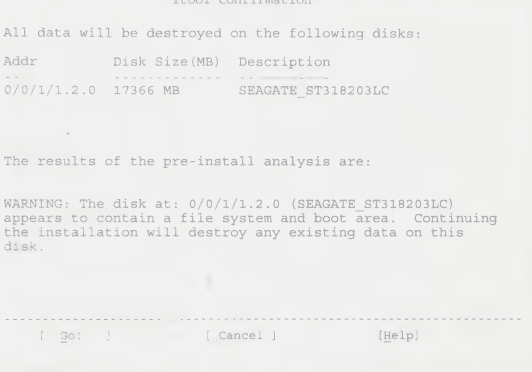 Itool Confirmation
All data will be destroyed on the following disks:
Addr Disk Size(MB) Description
0/0/1/1.2.0 17366 MB SEAGATE_ST318203LC
The results of the pre-install analysis are:
WARNING: The disk at: 0/0/1/1.2.0 (SEAGATE_ST318203LC)
appears to contain a file system and boot area. Continuing
the installation will destroy any existing data on this
disk.
[ Go! ] [ Cancel ] [Help]